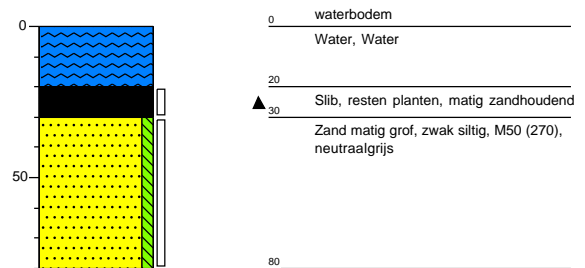 0
50
waterbodem
0
Water, Water
20
Slib, resten planten, matig zandhoudend
30
Zand matig grof, zwak siltig, M50 (270),
neutraalgrijs
80